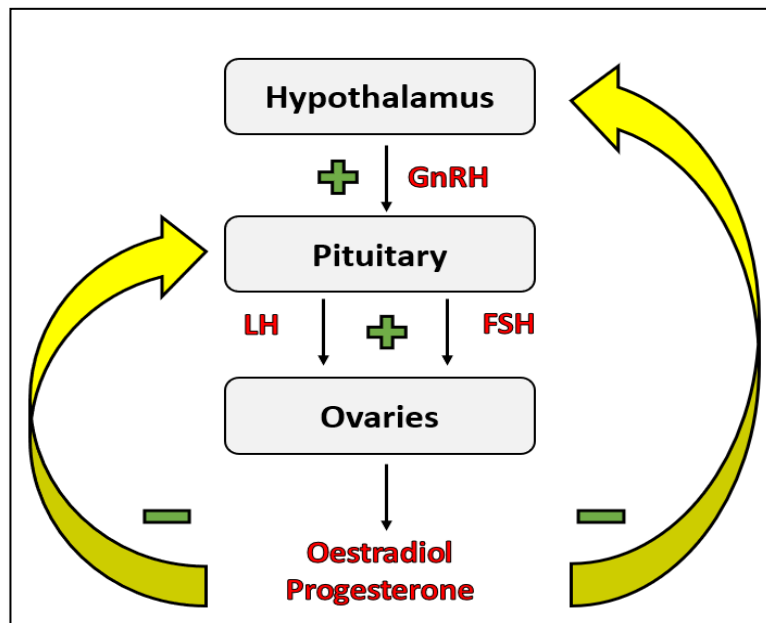 Hypothalamus
GnRH
Pituitary
LH
FSH
Ovaries
Oestradiol
Progesterone